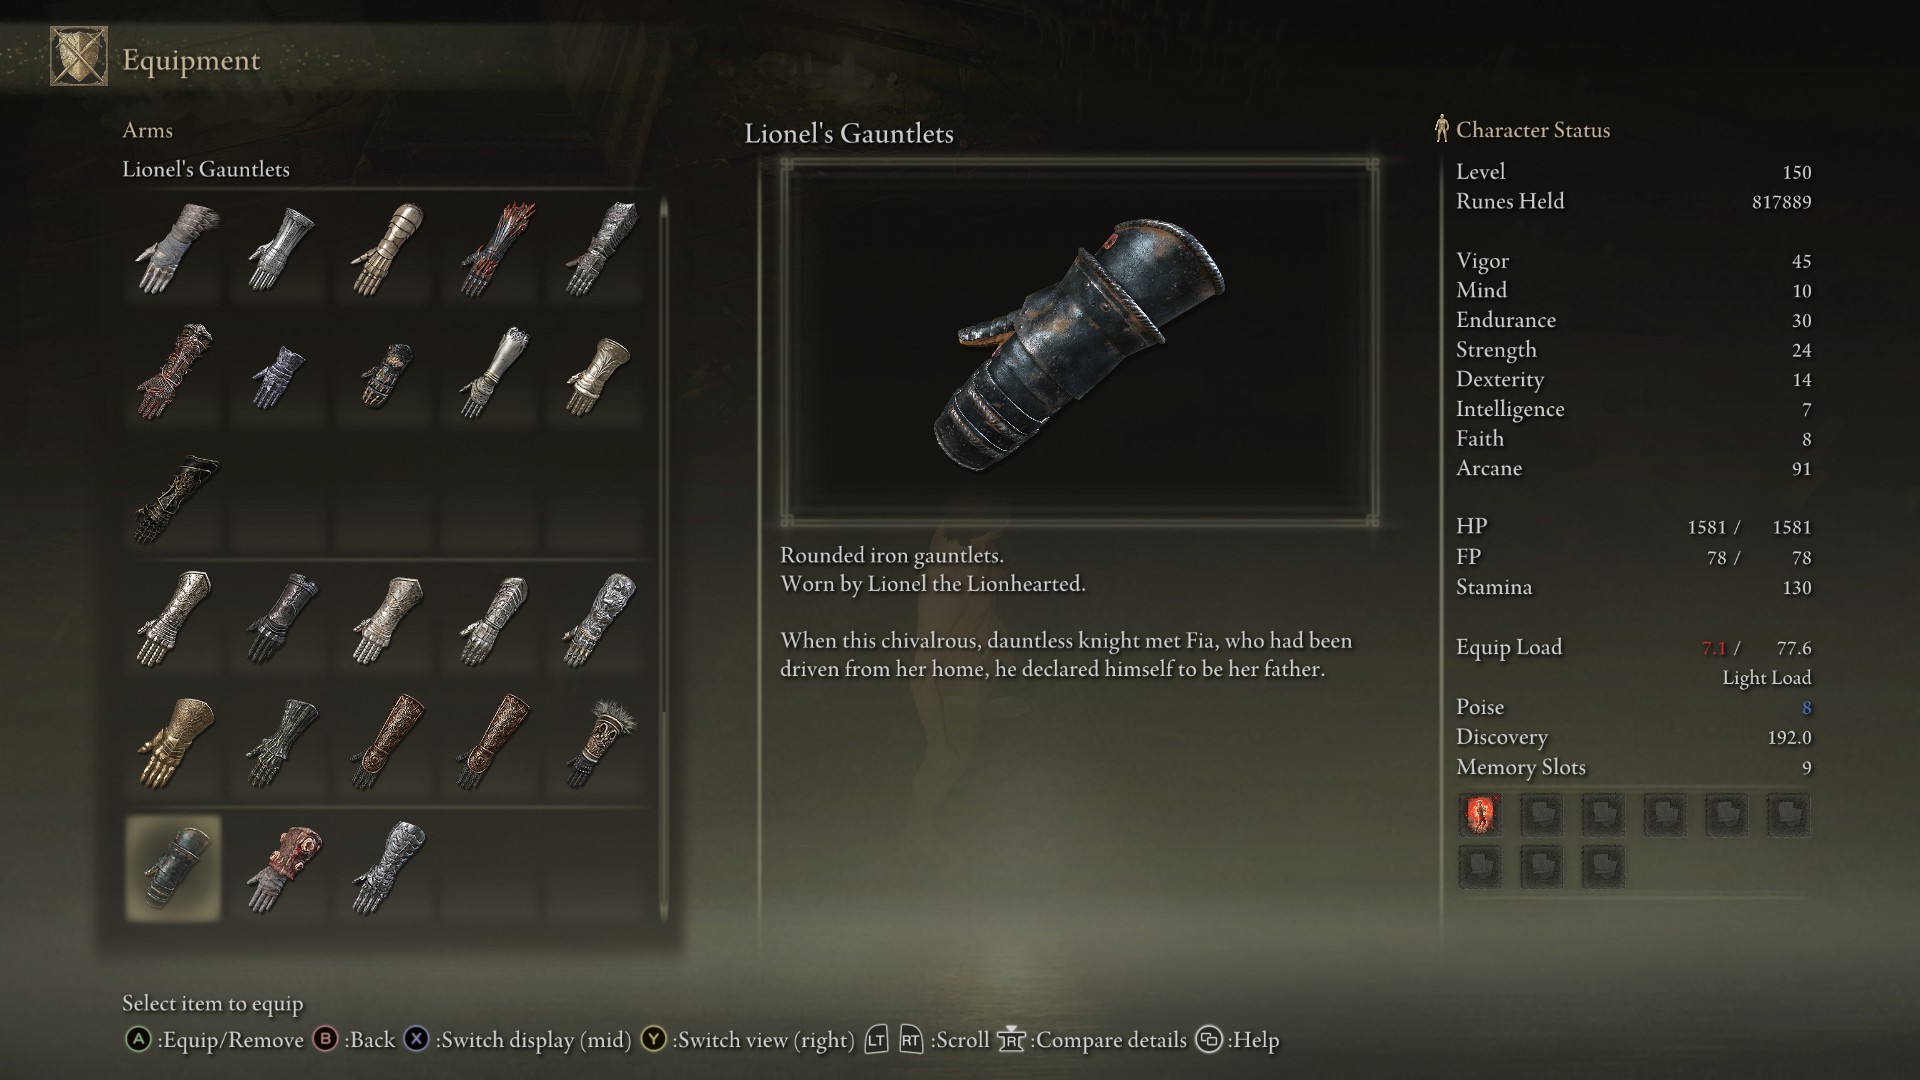 Equipment
Arms
Lionel's Gauntlets
Lionel's Gauntlets
Rounded iron gauntlets.
Worn by Lionel the Lionhearted.
When this chivalrous, dauntless knight met Fia, who had been
driven from her home, he declared himself to be her father.
Character Status
Level 150
Runes Held 817889
Vigor 45
Mind 10
Endurance 30
Strength 24
Dexterity 14
Intelligence 7
Faith 8
Arcane 91
HP 1581 / 1581
FP 78 / 78
Stamina 130
Equip Load 7.1 / 77.6
Light Load
Poise 8
Discovery 192.0
Memory Slots 9
Select item to equip
A :Equip/Remove B :Back X :Switch display (mid) Y :Switch view (right) LT RT :Scroll R :Compare details :Help